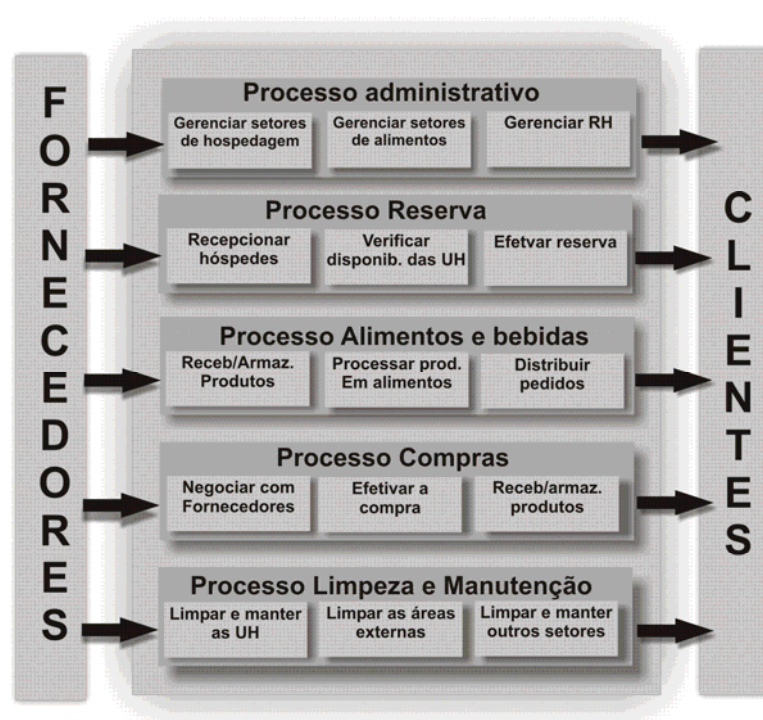 FORNECEDORES
Processo administrativo
Gerenciar setores
de hospedagem
Gerenciar setores
de alimentos
Gerenciar RH
Processo Reserva
Recepcionar
hóspedes
Verificar
disponib. das UH
Efetvar reserva
Processo Alimentos e bebidas
Receb/Armaz.
Produtos
Processar prod.
Em alimentos
Distribuir
pedidos
Processo Compras
Negociar com
Fornecedores
Efetivar a
compra
Receb/armaz.
produtos
Processo Limpeza e Manutenção
Limpar e manter
as UH
Limpar as áreas
externas
Limpar e manter
outros setores
CLIENTES